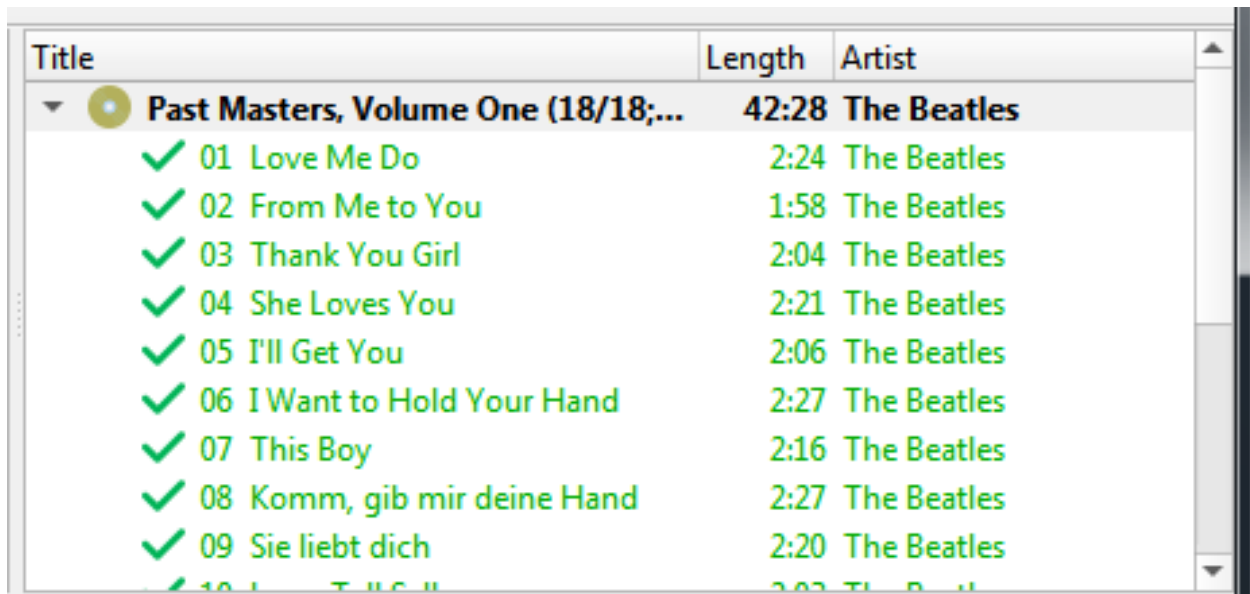 Title Length Artist
Past Masters, Volume One (18/18;... 42:28 The Beatles
01 Love Me Do 2:24 The Beatles
02 From Me to You 1:58 The Beatles
03 Thank You Girl 2:04 The Beatles
04 She Loves You 2:21 The Beatles
05 I'll Get You 2:06 The Beatles
06 I Want to Hold Your Hand 2:27 The Beatles
07 This Boy 2:16 The Beatles
08 Komm, gib mir deine Hand 2:27 The Beatles
09 Sie liebt dich 2:20 The Beatles